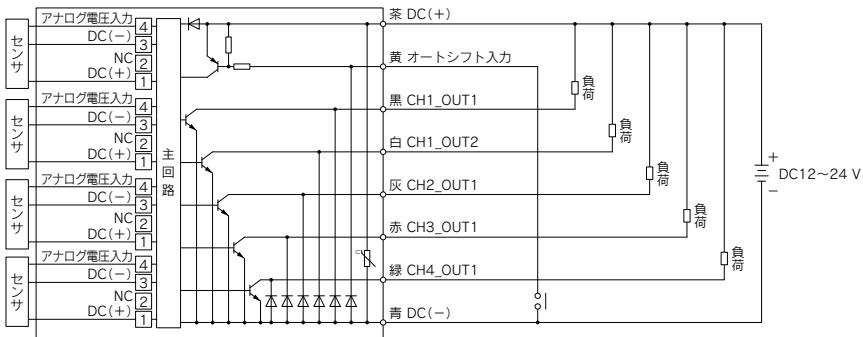 センサ
アナログ電圧入力 4
DC(−) 3
NC 2
DC(+) 1
センサ
アナログ電圧入力 4
DC(−) 3
NC 2
DC(+) 1
センサ
アナログ電圧入力 4
DC(−) 3
NC 2
DC(+) 1
センサ
アナログ電圧入力 4
DC(−) 3
NC 2
DC(+) 1
主回路
茶 DC(+)
黄 オートシフト入力
黒 CH1_OUT1
白 CH1_OUT2
灰 CH2_OUT1
赤 CH3_OUT1
緑 CH4_OUT1
青 DC(−)
負荷
負荷
負荷
負荷
負荷
+
DC12～24 V
−